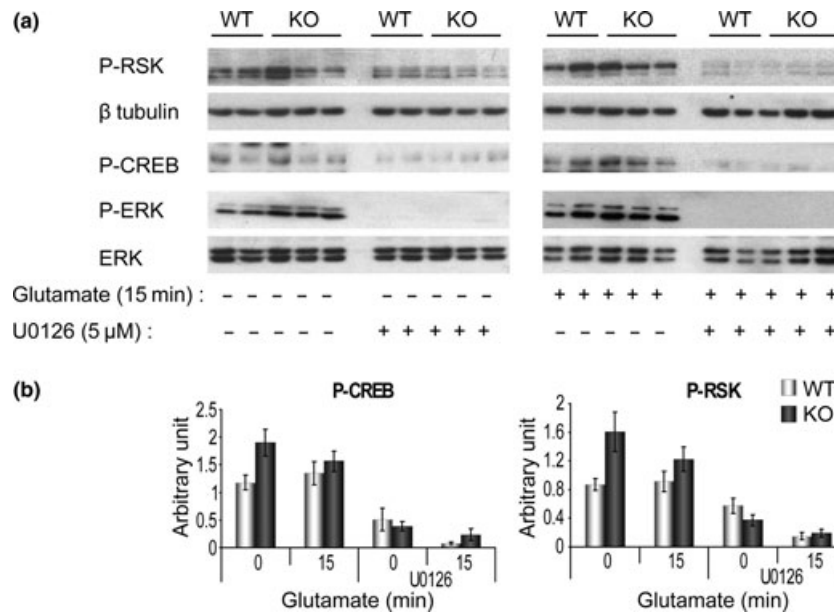 (a)
WT KO WT KO WT KO WT KO
P-RSK
β tubulin
P-CREB
P-ERK
ERK
Glutamate (15 min) : – – – – – – – – – – + + + + + + + + + + +
U0126 (5 µM) : – – – – – + + + + + – – – – – + + + + + +
(b)
P-CREB
Arbitrary unit
2.5
2
1.5
1
0.5
0
0 15 0 15
U0126
Glutamate (min)
P-RSK
WT
KO
Arbitrary unit
2
1.6
1.2
0.8
0.4
0
0 15 0 15
U0126
Glutamate (min)